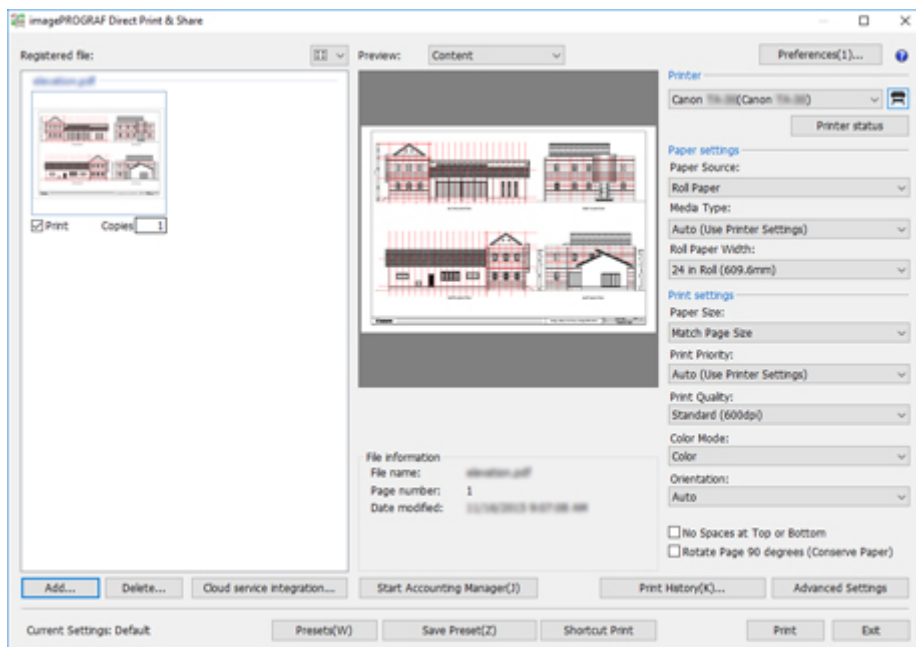 imagePROGRAF Direct Print & Share
Registered file:
Print
Copies 1
Preview: Content
File information
File name:
Page number: 1
Date modified:
Preferences(1)...
Printer
Canon (Canon )
Printer status
Paper settings
Paper Source:
Roll Paper
Media Type:
Auto (Use Printer Settings)
Roll Paper Width:
24 in Roll (609.6mm)
Print settings
Paper Size:
Match Page Size
Print Priority:
Auto (Use Printer Settings)
Print Quality:
Standard (600dpi)
Color Mode:
Color
Orientation:
Auto
No Spaces at Top or Bottom
Rotate Page 90 degrees (Conserve Paper)
Add... Delete... Cloud service integration... Start Accounting Manager(J) Print History(K)... Advanced Settings
Current Settings: Default Presets(W) Save Preset(Z) Shortcut Print Print Exit